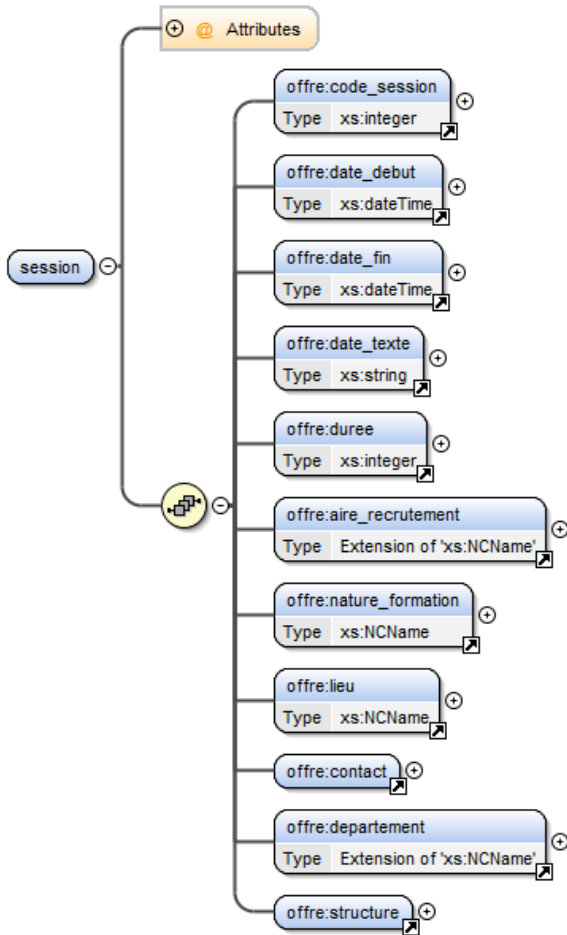 @ Attributes
offre:code_session
Type xs:integer
offre:date_debut
Type xs:dateTime
offre:date_fin
Type xs:dateTime
session
offre:date_texte
Type xs:string
offre:duree
Type xs:integer
offre:aire_recrutement
Type Extension of 'xs:NCName'
offre:nature_formation
Type xs:NCName
offre:lieu
Type xs:NCName
offre:contact
offre:departement
Type Extension of 'xs:NCName'
offre:structure